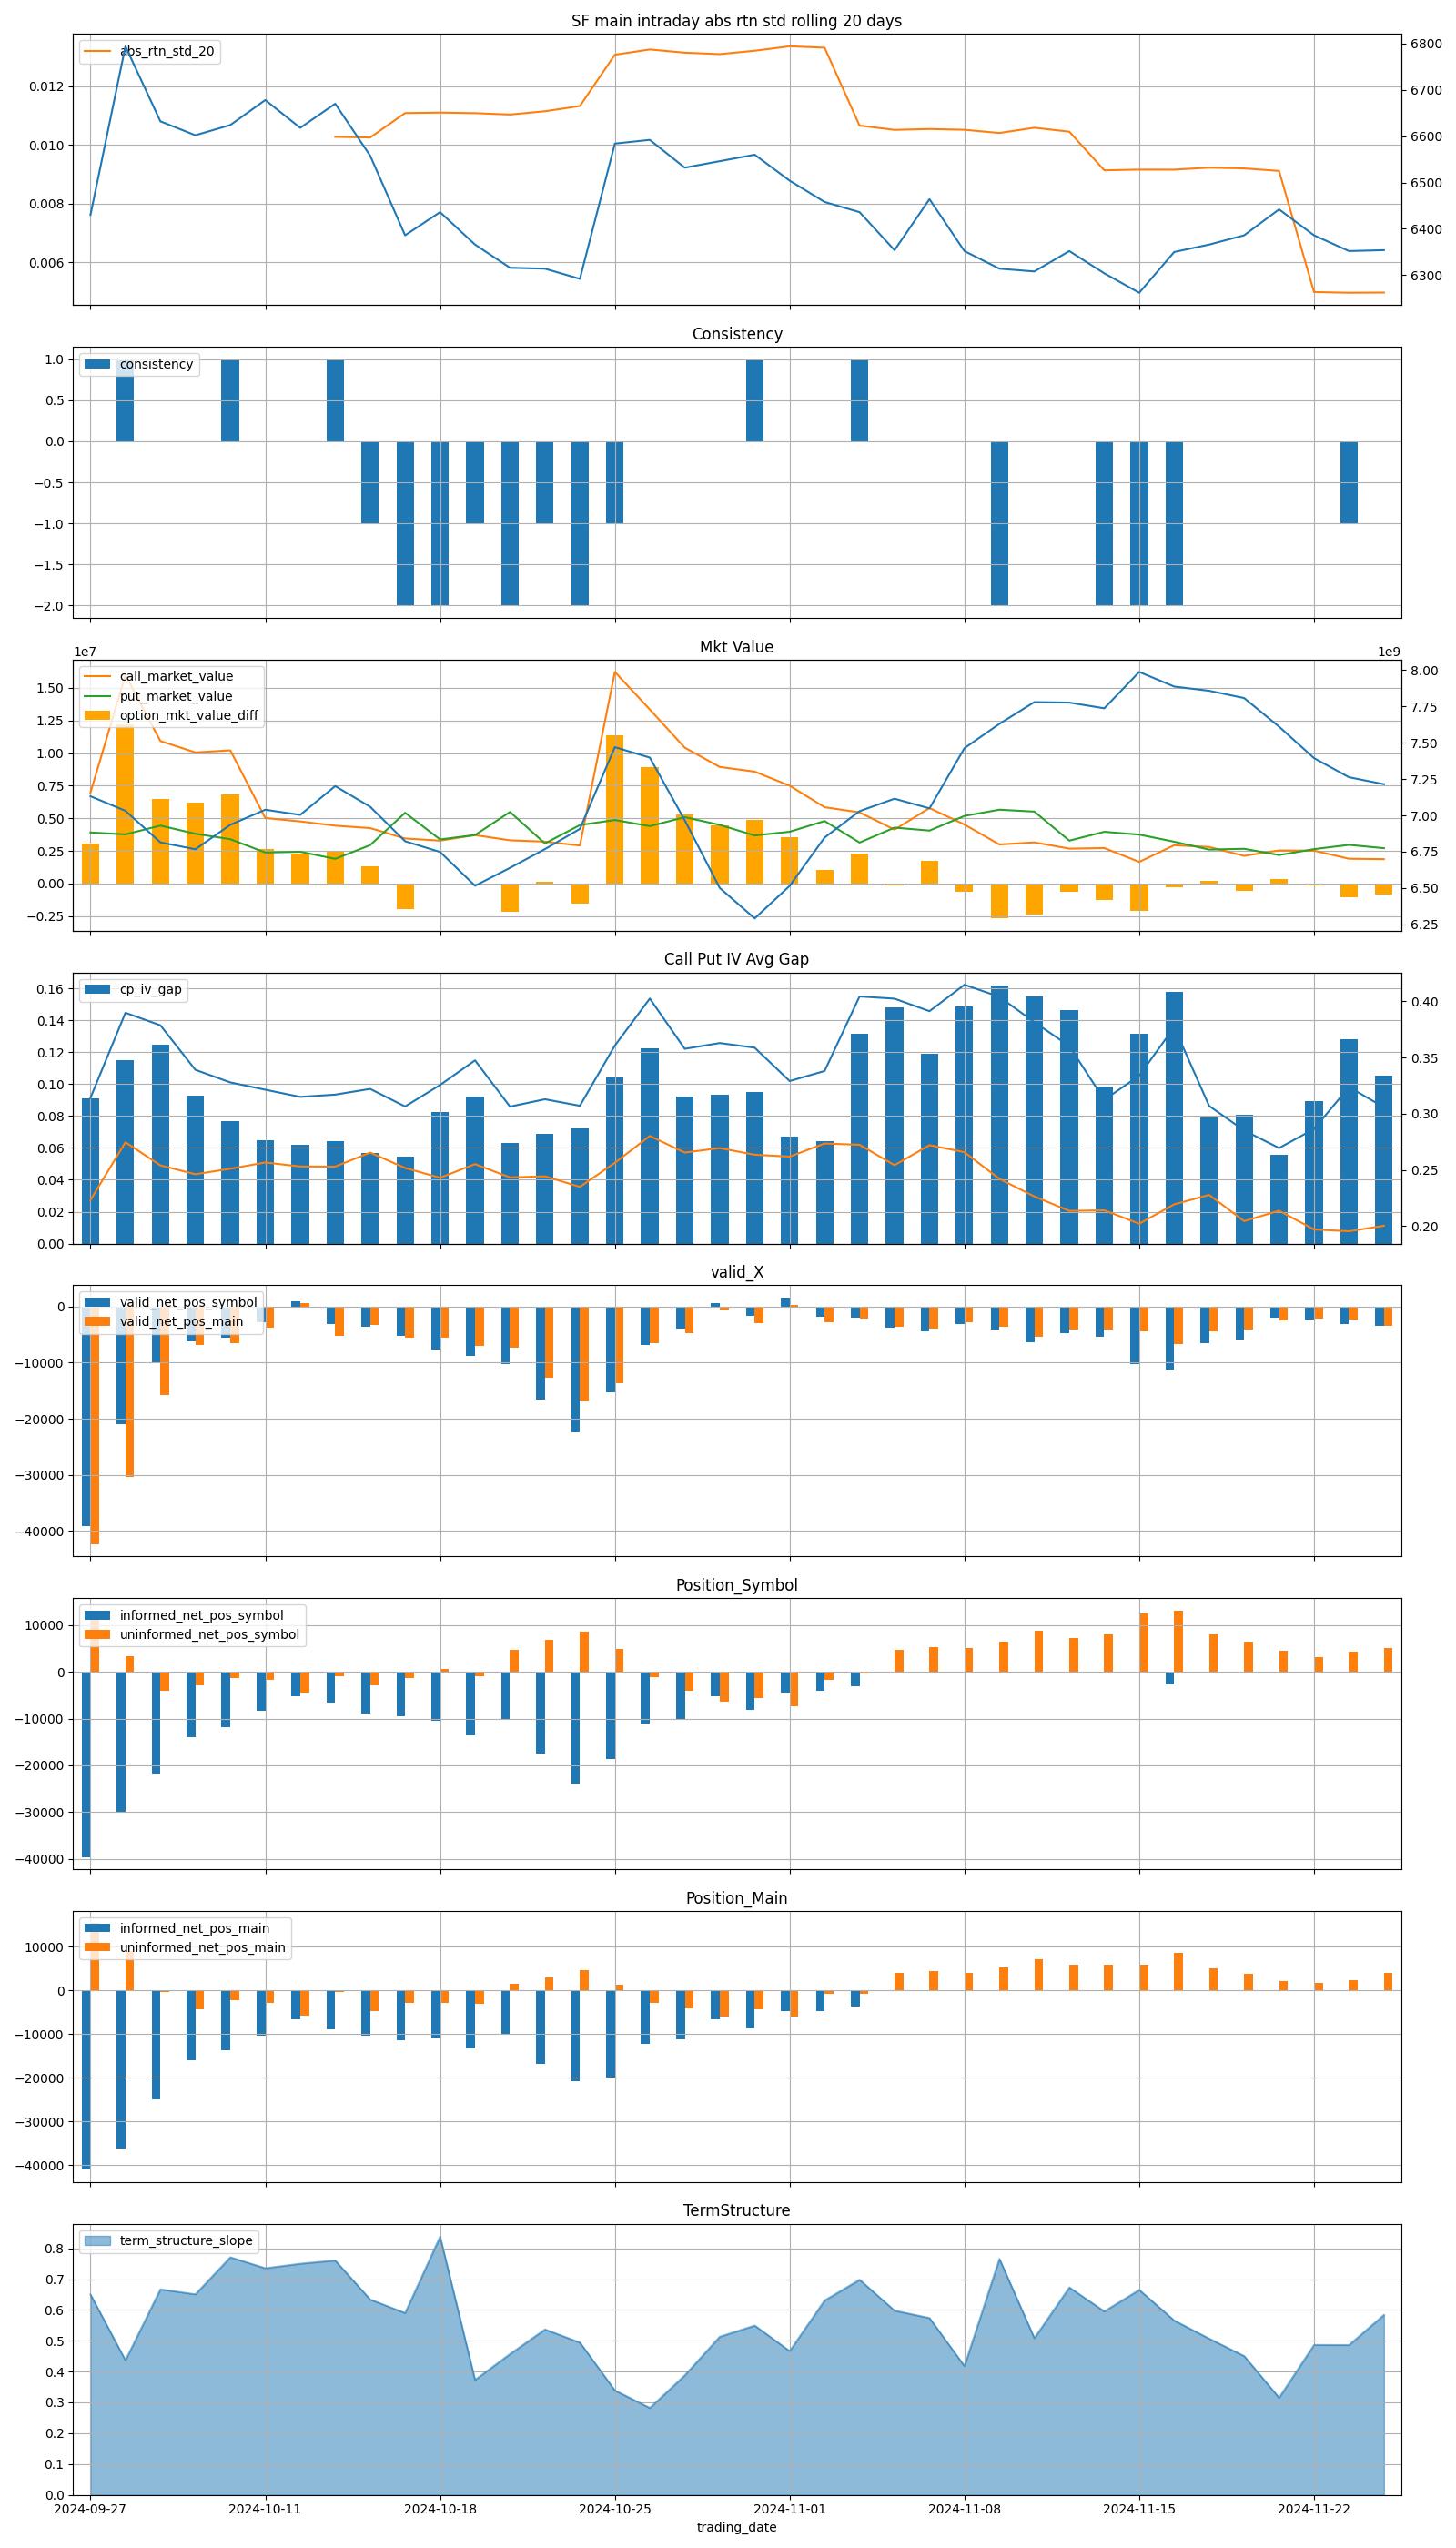 SF main intraday abs rtn std rolling 20 days
abs_rtn_std_20
0.012
0.010
0.008
0.006
6800
6700
6600
6500
6400
6300
Consistency
consistency
1.0
0.5
0.0
−0.5
−1.0
−1.5
−2.0
Mkt Value
1e7
1e9
call_market_value
put_market_value
option_mkt_value_diff
1.50
1.25
1.00
0.75
0.50
0.25
0.00
−0.25
8.00
7.75
7.50
7.25
7.00
6.75
6.50
6.25
Call Put IV Avg Gap
cp_iv_gap
0.16
0.14
0.12
0.10
0.08
0.06
0.04
0.02
0.00
0.40
0.35
0.30
0.25
0.20
valid_X
valid_net_pos_symbol
valid_net_pos_main
0
−10000
−20000
−30000
−40000
Position_Symbol
informed_net_pos_symbol
uninformed_net_pos_symbol
10000
0
−10000
−20000
−30000
−40000
Position_Main
informed_net_pos_main
uninformed_net_pos_main
10000
0
−10000
−20000
−30000
−40000
TermStructure
term_structure_slope
0.8
0.7
0.6
0.5
0.4
0.3
0.2
0.1
0.0
2024-09-27 2024-10-11 2024-10-18 2024-10-25 2024-11-01 2024-11-08 2024-11-15 2024-11-22
trading_date